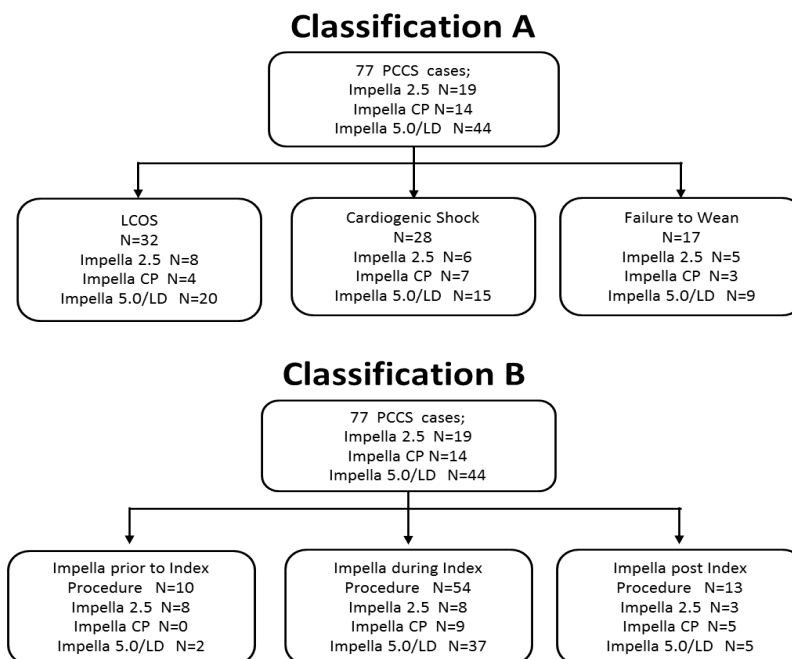 Classification A
77 PCCS cases;
Impella 2.5 N=19
Impella CP N=14
Impella 5.0/LD N=44
LCOS
N=32
Impella 2.5 N=8
Impella CP N=4
Impella 5.0/LD N=20
Cardiogenic Shock
N=28
Impella 2.5 N=6
Impella CP N=7
Impella 5.0/LD N=15
Failure to Wean
N=17
Impella 2.5 N=5
Impella CP N=3
Impella 5.0/LD N=9
Classification B
77 PCCS cases;
Impella 2.5 N=19
Impella CP N=14
Impella 5.0/LD N=44
Impella prior to Index
Procedure N=10
Impella 2.5 N=8
Impella CP N=0
Impella 5.0/LD N=2
Impella during Index
Procedure N=54
Impella 2.5 N=8
Impella CP N=9
Impella 5.0/LD N=37
Impella post Index
Procedure N=13
Impella 2.5 N=3
Impella CP N=5
Impella 5.0/LD N=5